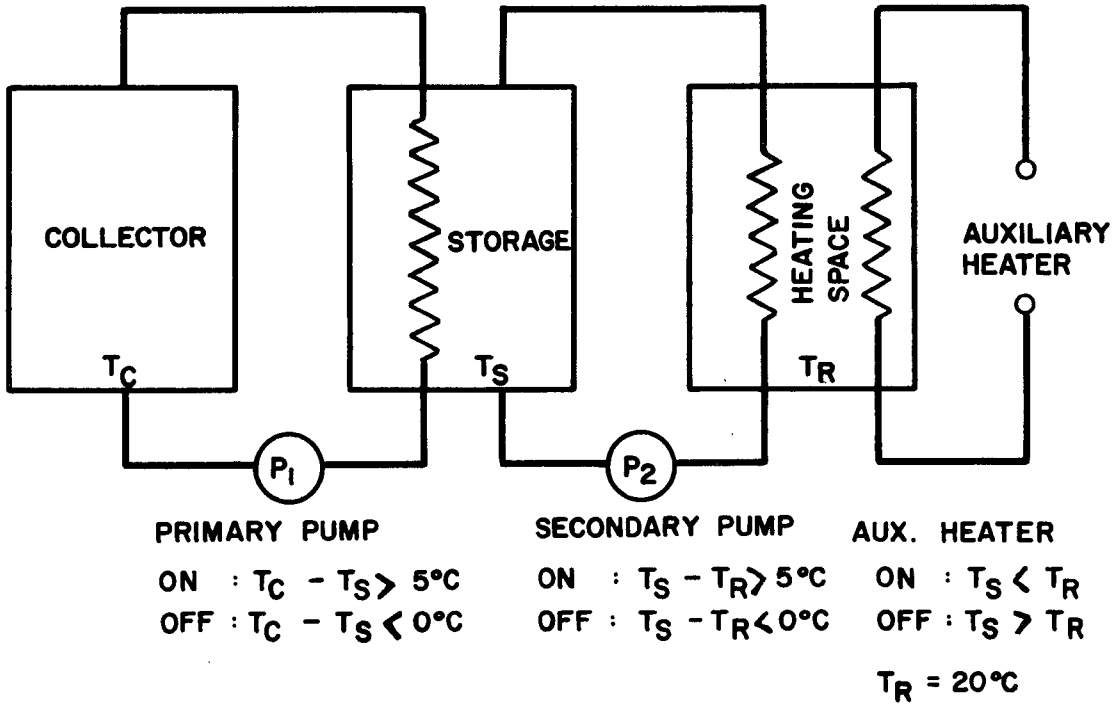 COLLECTOR
T_C
STORAGE
T_S
HEATING
SPACE
T_R
AUXILIARY
HEATER
P_1
P_2
PRIMARY PUMP
ON : T_C - T_S > 5°C
OFF : T_C - T_S < 0°C
SECONDARY PUMP
ON : T_S - T_R > 5°C
OFF : T_S - T_R < 0°C
AUX. HEATER
ON : T_S < T_R
OFF : T_S > T_R
T_R = 20°C